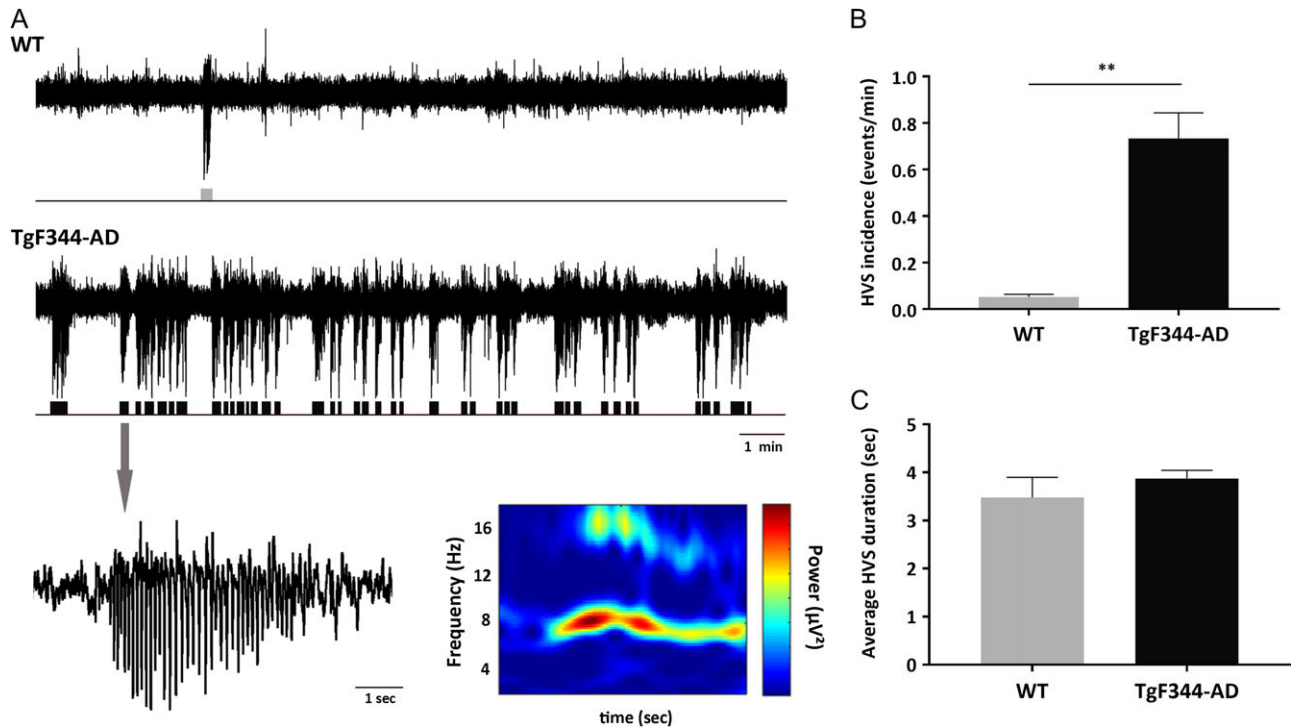 A
WT
TgF344-AD
1 min
1 sec
16
12
8
4
Frequency (Hz)
time (sec)
Power (µV²)
B
**
1.0
0.8
0.6
0.4
0.2
0.0
HVS incidence (events/min)
WT
TgF344-AD
C
5
4
3
2
1
0
Average HVS duration (sec)
WT
TgF344-AD